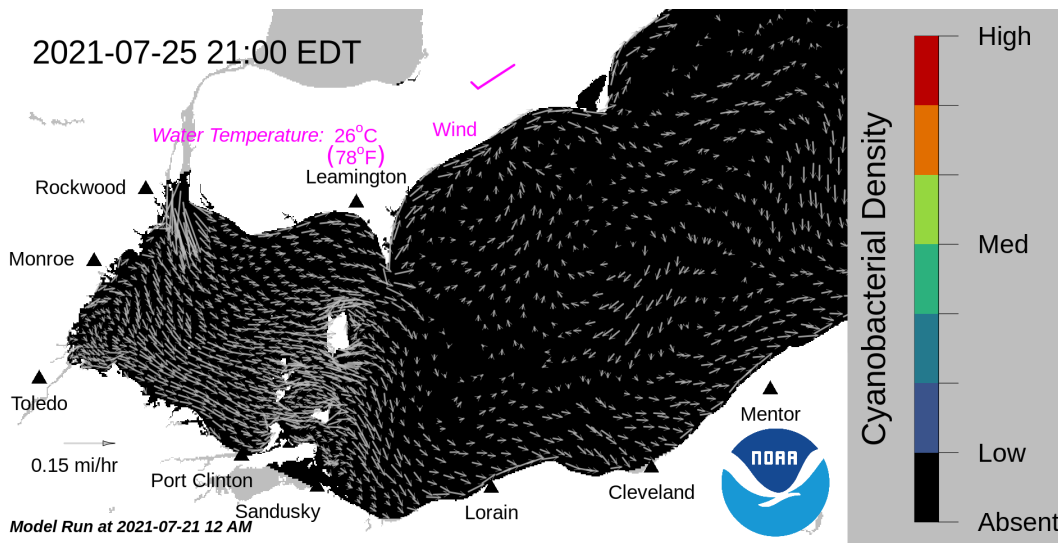 2021-07-25 21:00 EDT
Water Temperature: 26°C
(78°F)
Wind
Leamington
Rockwood
Monroe
Toledo
0.15 mi/hr
Port Clinton
Sandusky
Lorain
Cleveland
Mentor
NOAA
Model Run at 2021-07-21 12 AM
Cyanobacterial Density
High
Med
Low
Absent